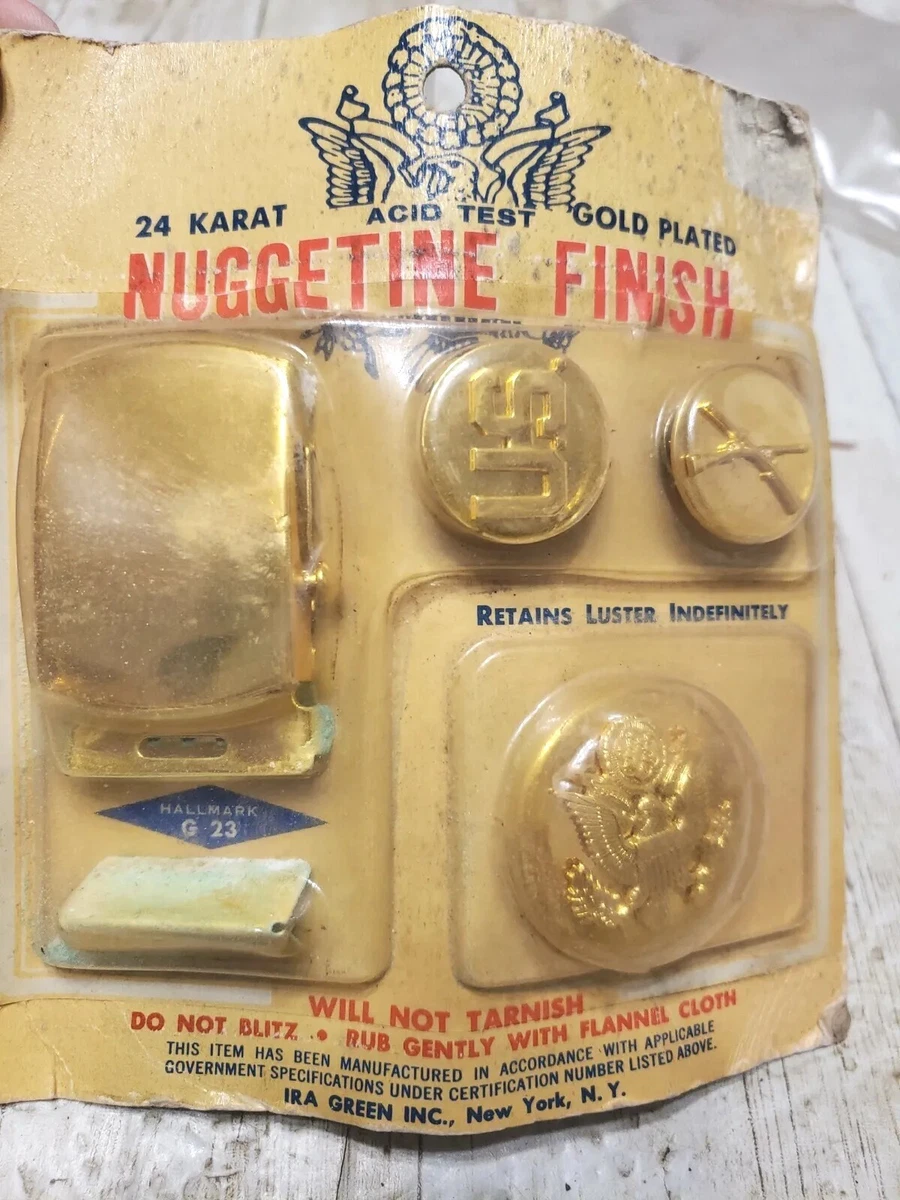 24 KARAT ACID TEST GOLD PLATED
NUGGETINE FINISH
U.S.
RETAINS LUSTER INDEFINITELY
HALLMARK
G 23
WILL NOT TARNISH
DO NOT BLITZ • RUB GENTLY WITH FLANNEL CLOTH
THIS ITEM HAS BEEN MANUFACTURED IN ACCORDANCE WITH APPLICABLE
GOVERNMENT SPECIFICATIONS UNDER CERTIFICATION NUMBER LISTED ABOVE.
IRA GREEN INC., New York, N. Y.